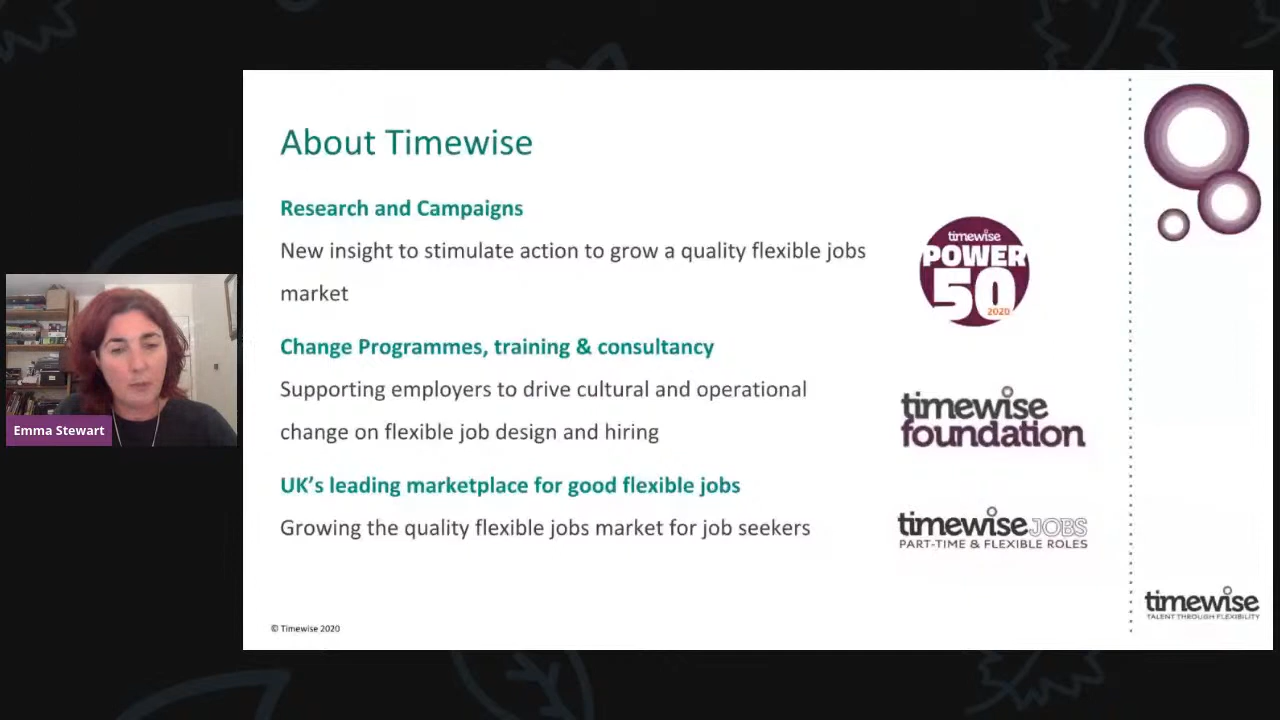 About Timewise
Research and Campaigns
New insight to stimulate action to grow a quality flexible jobs
market
Change Programmes, training & consultancy
Supporting employers to drive cultural and operational
change on flexible job design and hiring
UK’s leading marketplace for good flexible jobs
Growing the quality flexible jobs market for job seekers
© Timewise 2020
timewise
POWER
50
2020
timewise
foundation
timewiseJOBS
PART-TIME & FLEXIBLE ROLES
timewise
TALENT THROUGH FLEXIBILITY
Emma Stewart